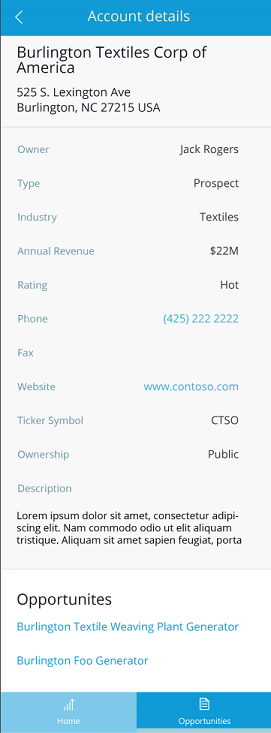 Account details
Burlington Textiles Corp of
America
525 S. Lexington Ave
Burlington, NC 27215 USA
Owner Jack Rogers
Type Prospect
Industry Textiles
Annual Revenue $22M
Rating Hot
Phone (425) 222 2222
Fax
Website www.contoso.com
Ticker Symbol CTSO
Ownership Public
Description
Lorem ipsum dolor sit amet, consectetur adipi-
scing elit. Nam commodo odio ut elit aliquam
tristique. Aliquam sit amet sapien feugiat, porta
Opportunites
Burlington Textile Weaving Plant Generator
Burlington Foo Generator
Home Opportunities